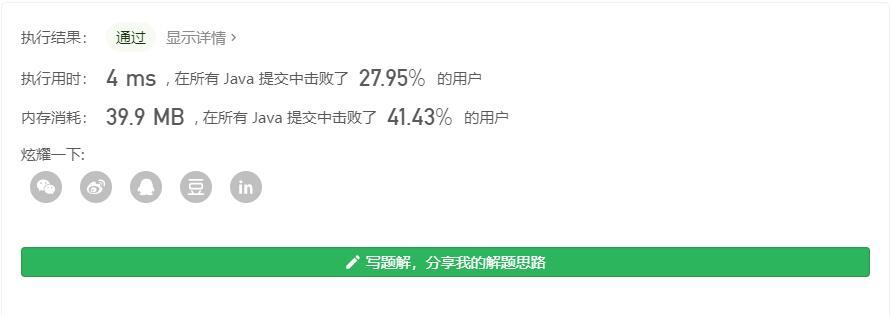 执行结果： 通过 显示详情 ›
执行用时： 4 ms ，在所有 Java 提交中击败了 27.95% 的用户
内存消耗： 39.9 MB ，在所有 Java 提交中击败了 41.43% 的用户
炫耀一下:
豆 in
写题解，分享我的解题思路